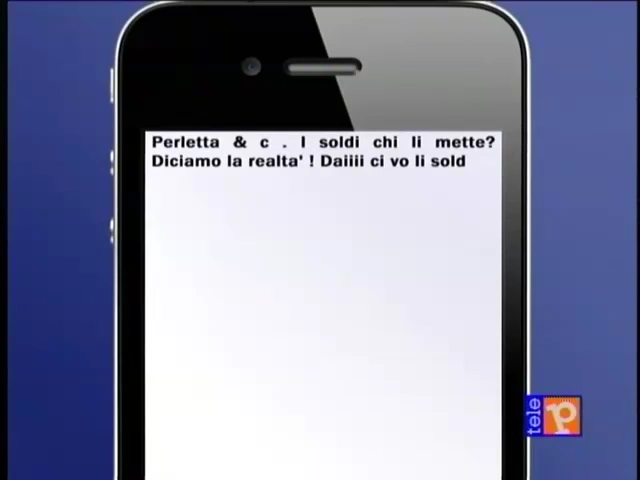 Perletta & c . I soldi chi li mette?
Diciamo la realta' ! Daiiii ci vo li sold
tele
p